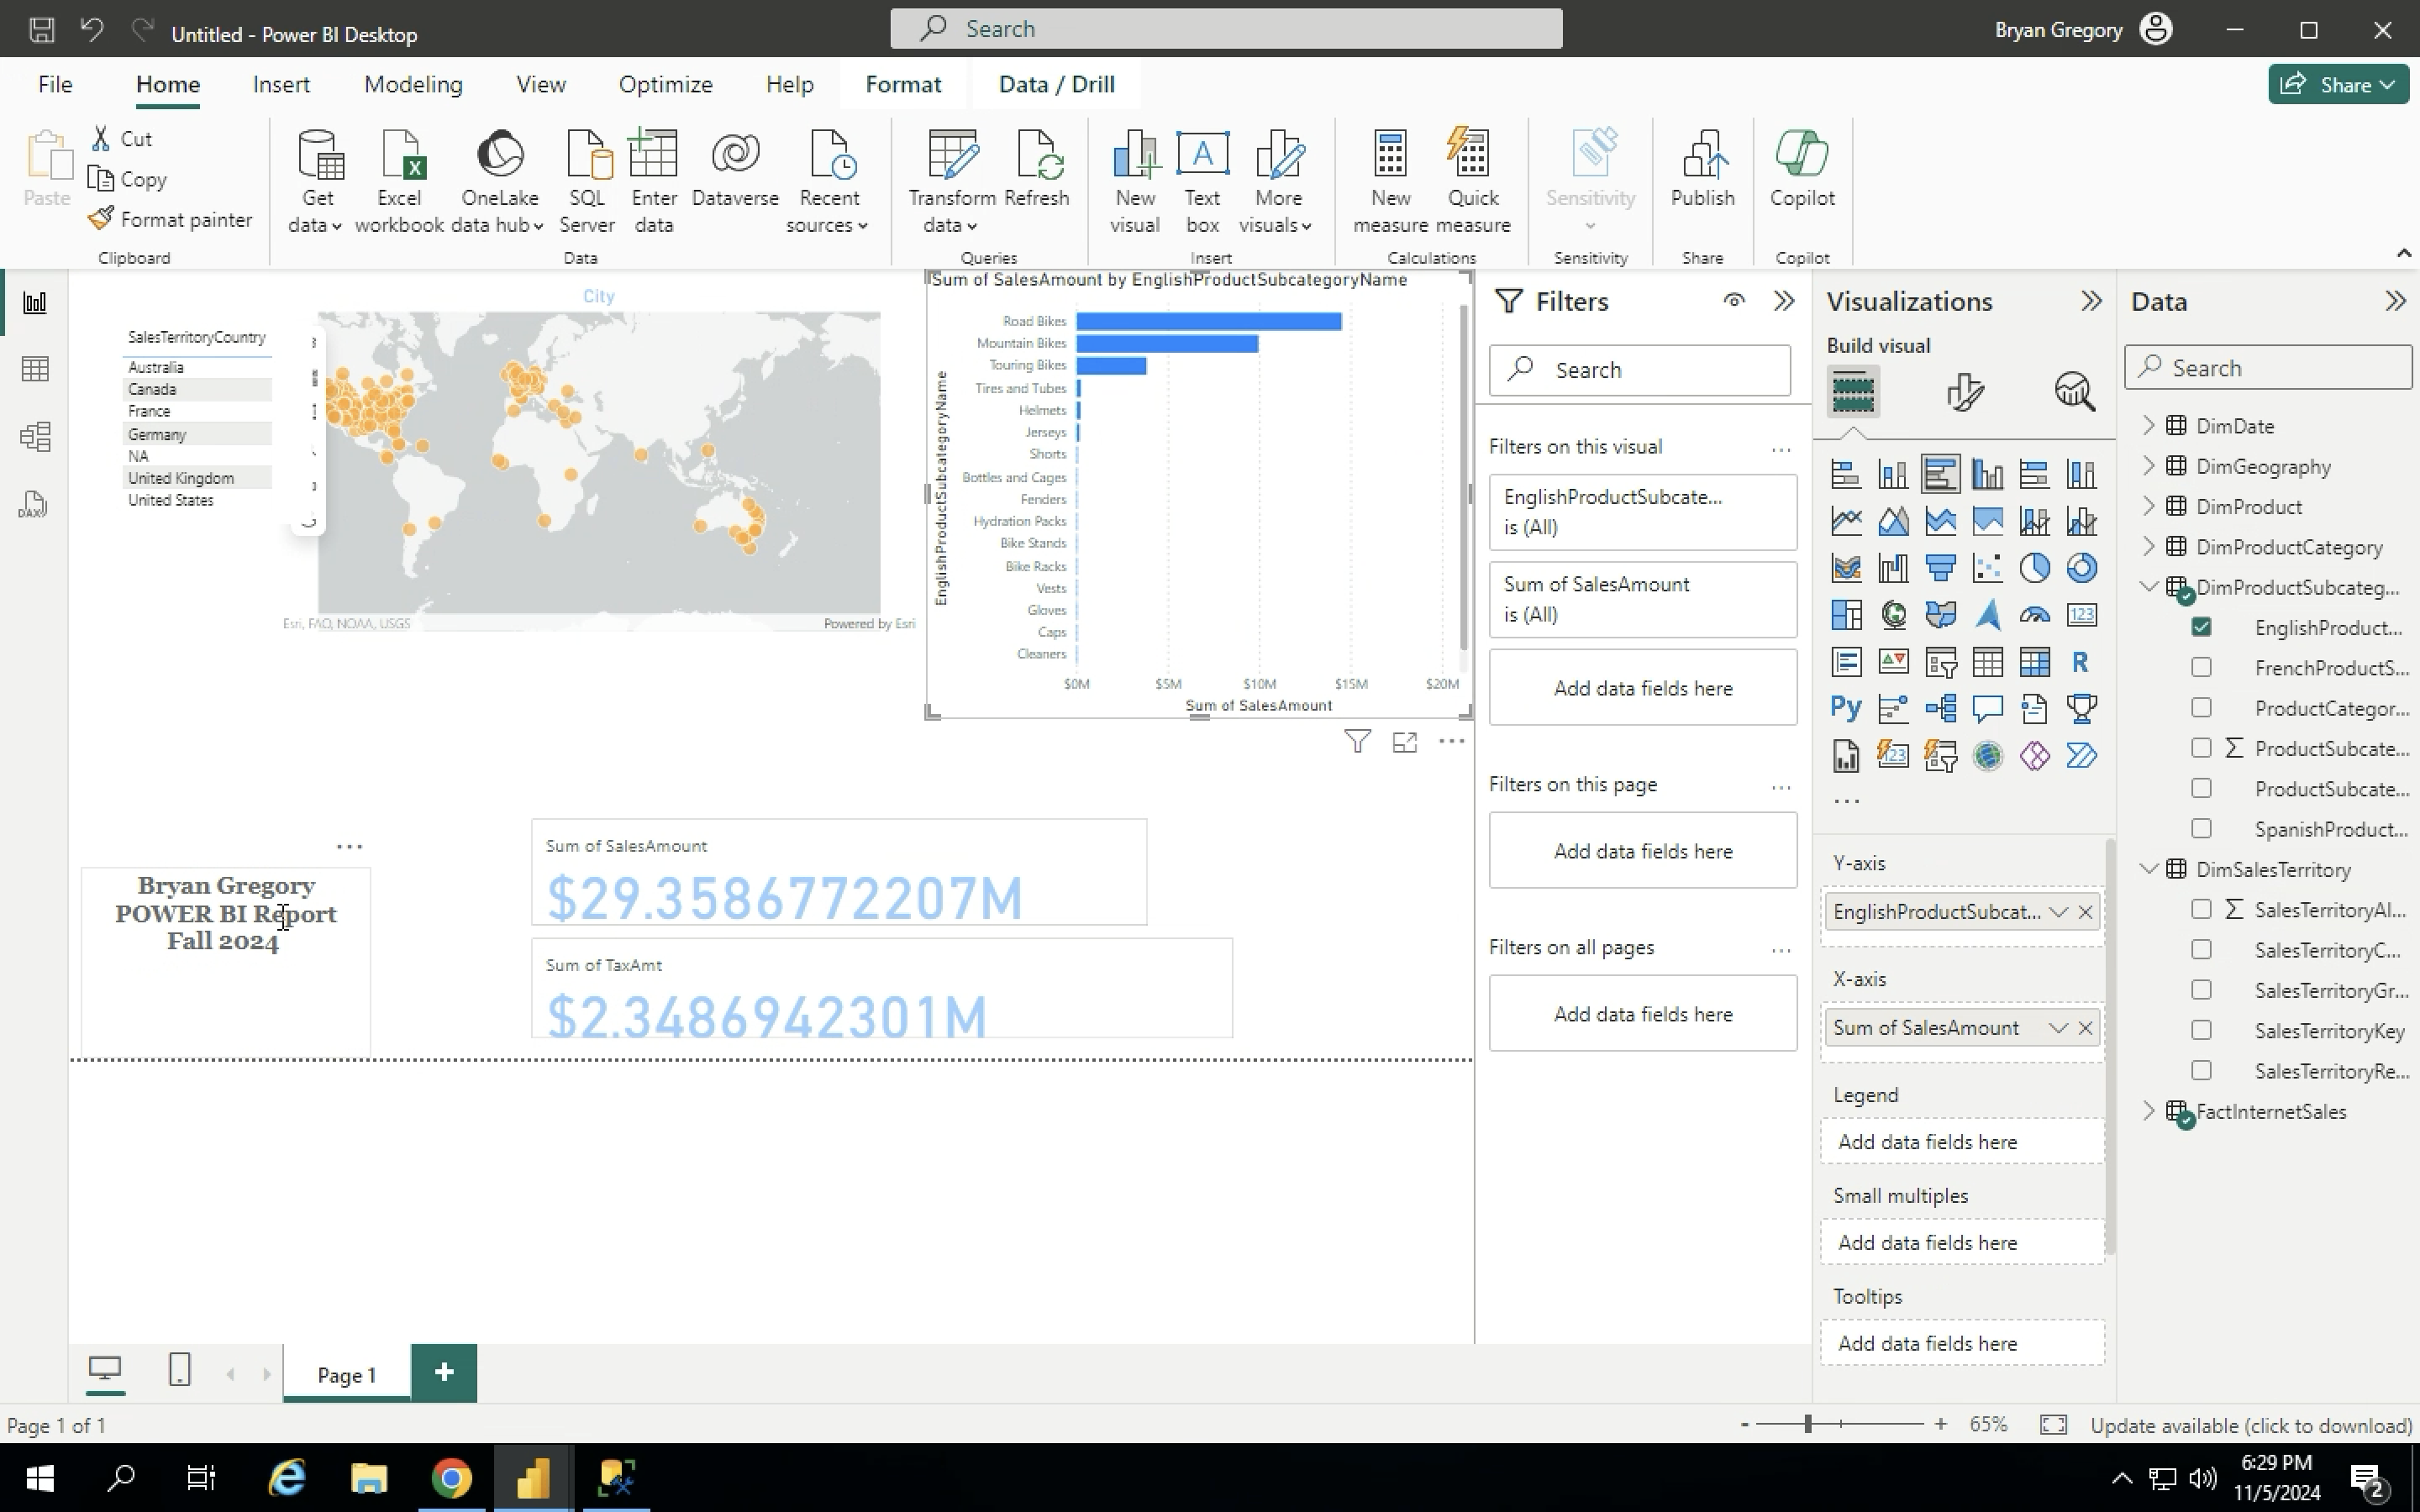 Untitled - Power BI Desktop
Search
Bryan Gregory
File
Home
Insert
Modeling
View
Optimize
Help
Format
Data / Drill
Share
Paste
Cut
Copy
Format painter
Clipboard
Get data
Excel workbook
OneLake data hub
SQL Server
Enter data
Dataverse
Recent sources
Data
Transform data
Refresh
Queries
New visual
Text box
More visuals
Insert
New measure
Quick measure
Calculations
Sensitivity
Sensitivity
Publish
Share
Copilot
Copilot
DAX
City
SalesTerritoryCountry
Australia
Canada
France
Germany
NA
United Kingdom
United States
Esri, FAO, NOAA, USGS
Powered by Esri
Sum of SalesAmount by EnglishProductSubcategoryName
EnglishProductSubcategoryName
Road Bikes
Mountain Bikes
Touring Bikes
Tires and Tubes
Helmets
Jerseys
Shorts
Bottles and Cages
Fenders
Hydration Packs
Bike Stands
Bike Racks
Vests
Gloves
Caps
Cleaners
$0M $5M $10M $15M $20M
Sum of SalesAmount
Bryan Gregory
POWER BI Report
Fall 2024
Sum of SalesAmount
$29.3586772207M
Sum of TaxAmt
$2.3486942301M
Filters
Search
Filters on this visual
EnglishProductSubcate...
is (All)
Sum of SalesAmount
is (All)
Add data fields here
Filters on this page
Add data fields here
Filters on all pages
Add data fields here
Visualizations
Build visual
123
R
Py
123
Y-axis
EnglishProductSubcat...
X-axis
Sum of SalesAmount
Legend
Add data fields here
Small multiples
Add data fields here
Tooltips
Add data fields here
Data
Search
DimDate
DimGeography
DimProduct
DimProductCategory
DimProductSubcateg...
EnglishProduct...
FrenchProductS...
ProductCategor...
ProductSubcate...
ProductSubcate...
SpanishProduct...
DimSalesTerritory
SalesTerritoryAl...
SalesTerritoryC...
SalesTerritoryGr...
SalesTerritoryKey
SalesTerritoryRe...
FactInternetSales
Page 1
Page 1 of 1
65%
Update available (click to download)
6:29 PM
11/5/2024
2